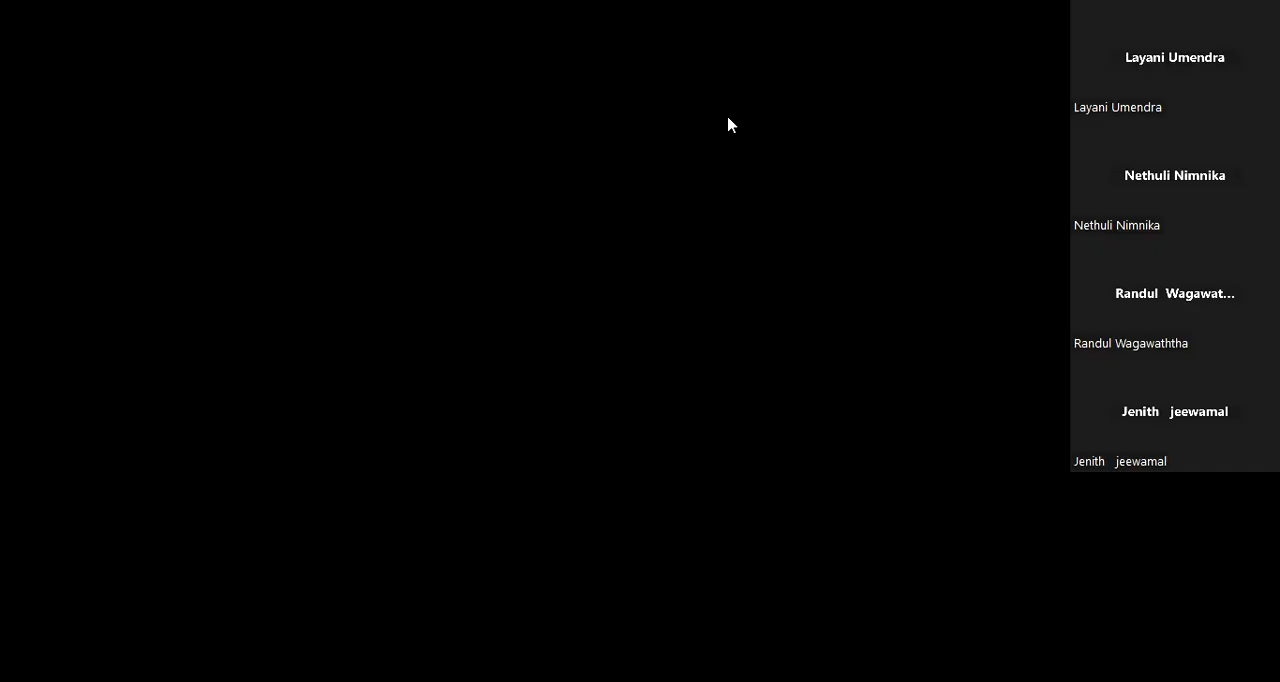 Layani Umendra
Layani Umendra
Nethuli Nimnika
Nethuli Nimnika
Randul  Wagawat...
Randul Wagawaththa
Jenith   jeewamal
Jenith   jeewamal